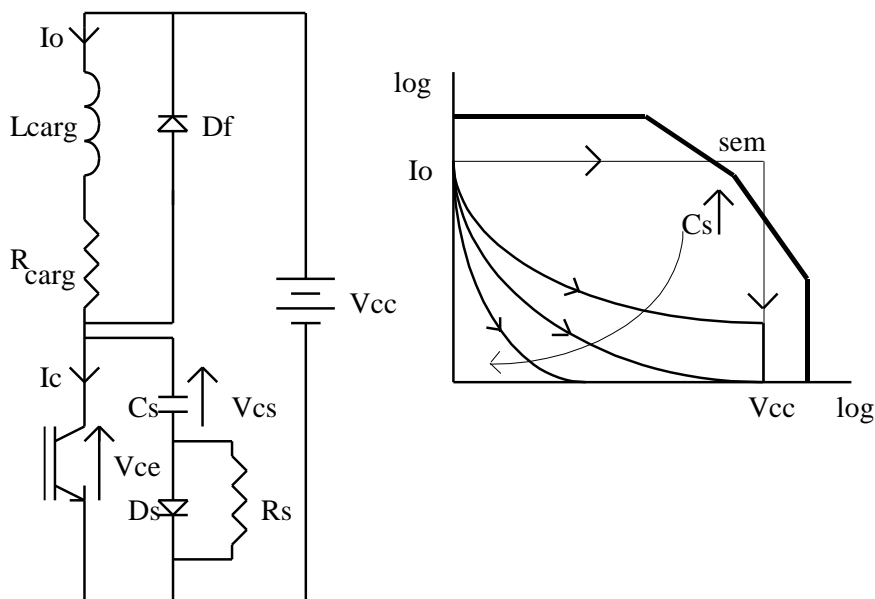 Io
Lcarg
Df
Rcarg
Vcc
Ic
Cs
Vcs
Vce
Ds
Rs
log
sem
Io
Cs
Vcc
log